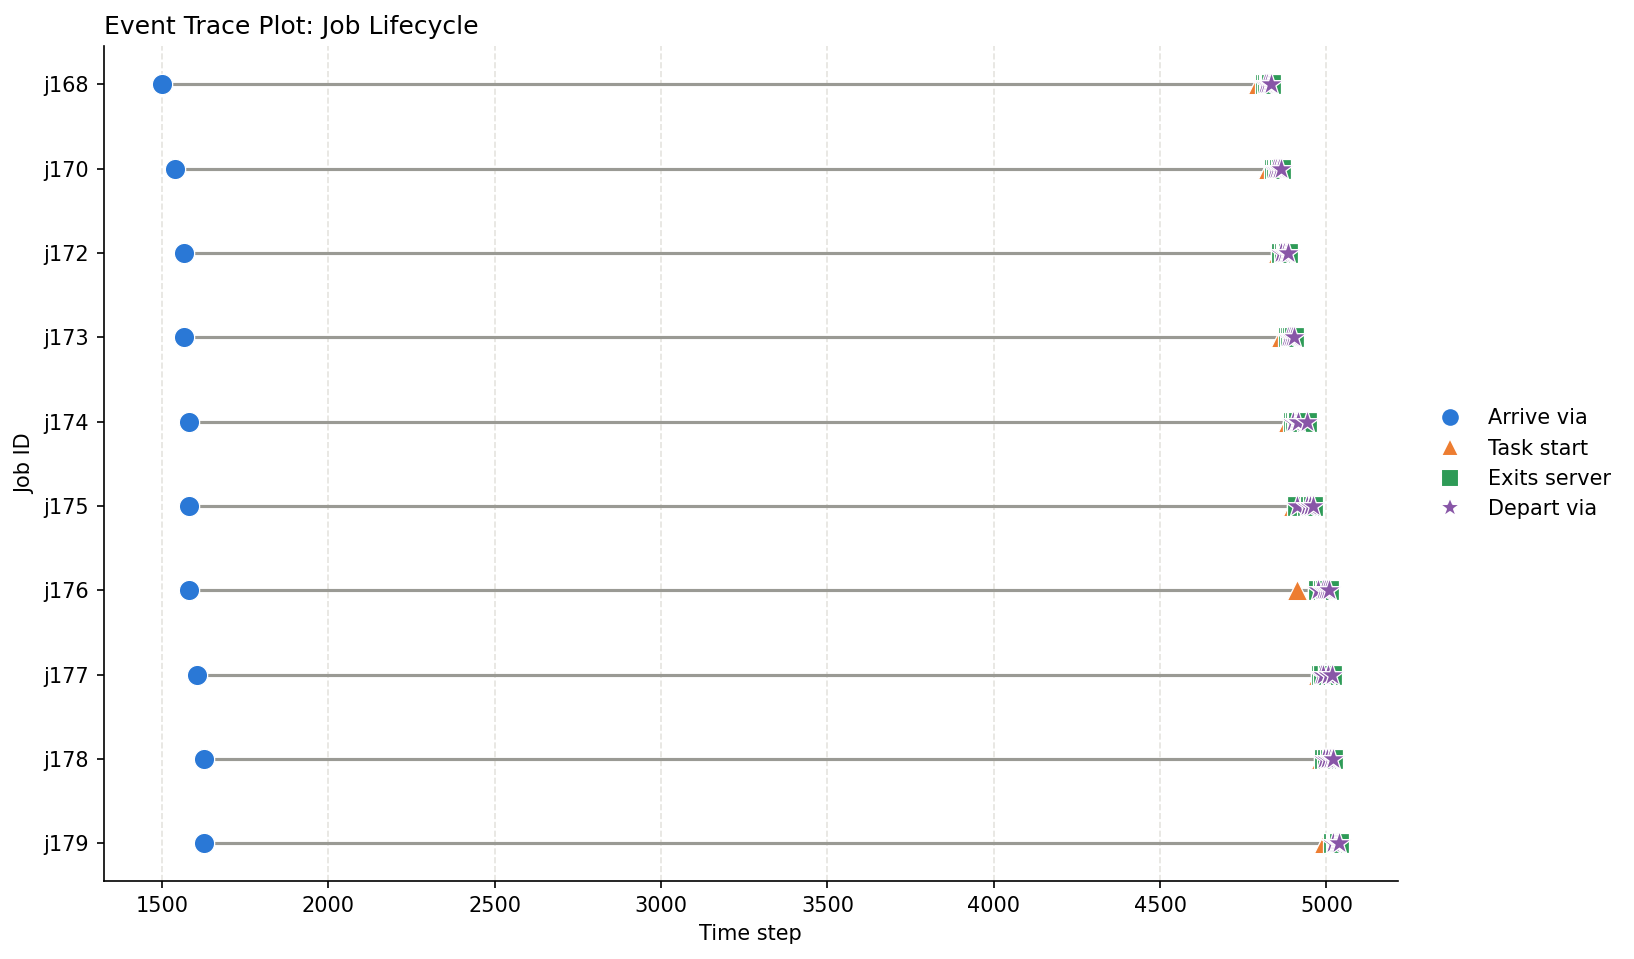 Event Trace Plot: Job Lifecycle
j168
j170
j172
j173
j174
j175
j176
j177
j178
j179
Job ID
1500 2000 2500 3000 3500 4000 4500 5000
Time step
Arrive via
Task start
Exits server
Depart via